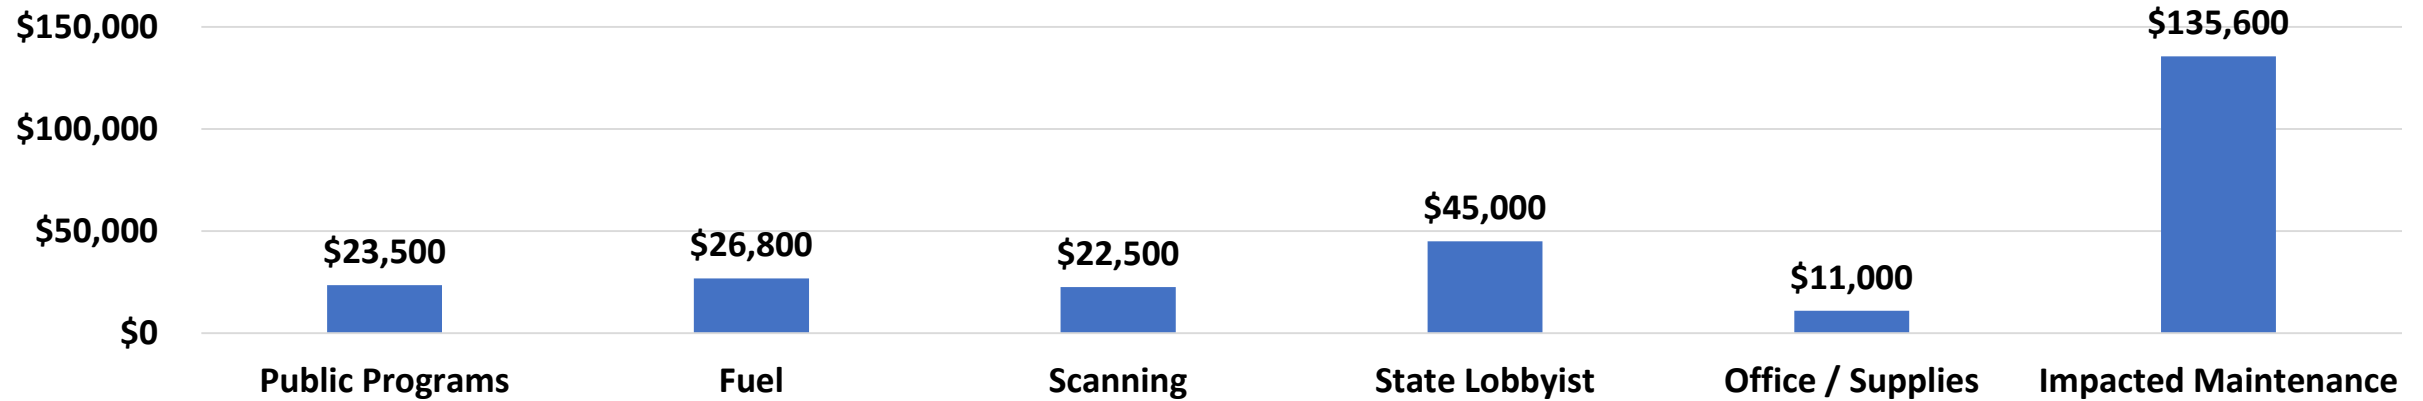 $150,000
$100,000
$50,000
$0
$23,500
$26,800
$22,500
$45,000
$11,000
$135,600
Public Programs
Fuel
Scanning
State Lobbyist
Office / Supplies
Impacted Maintenance